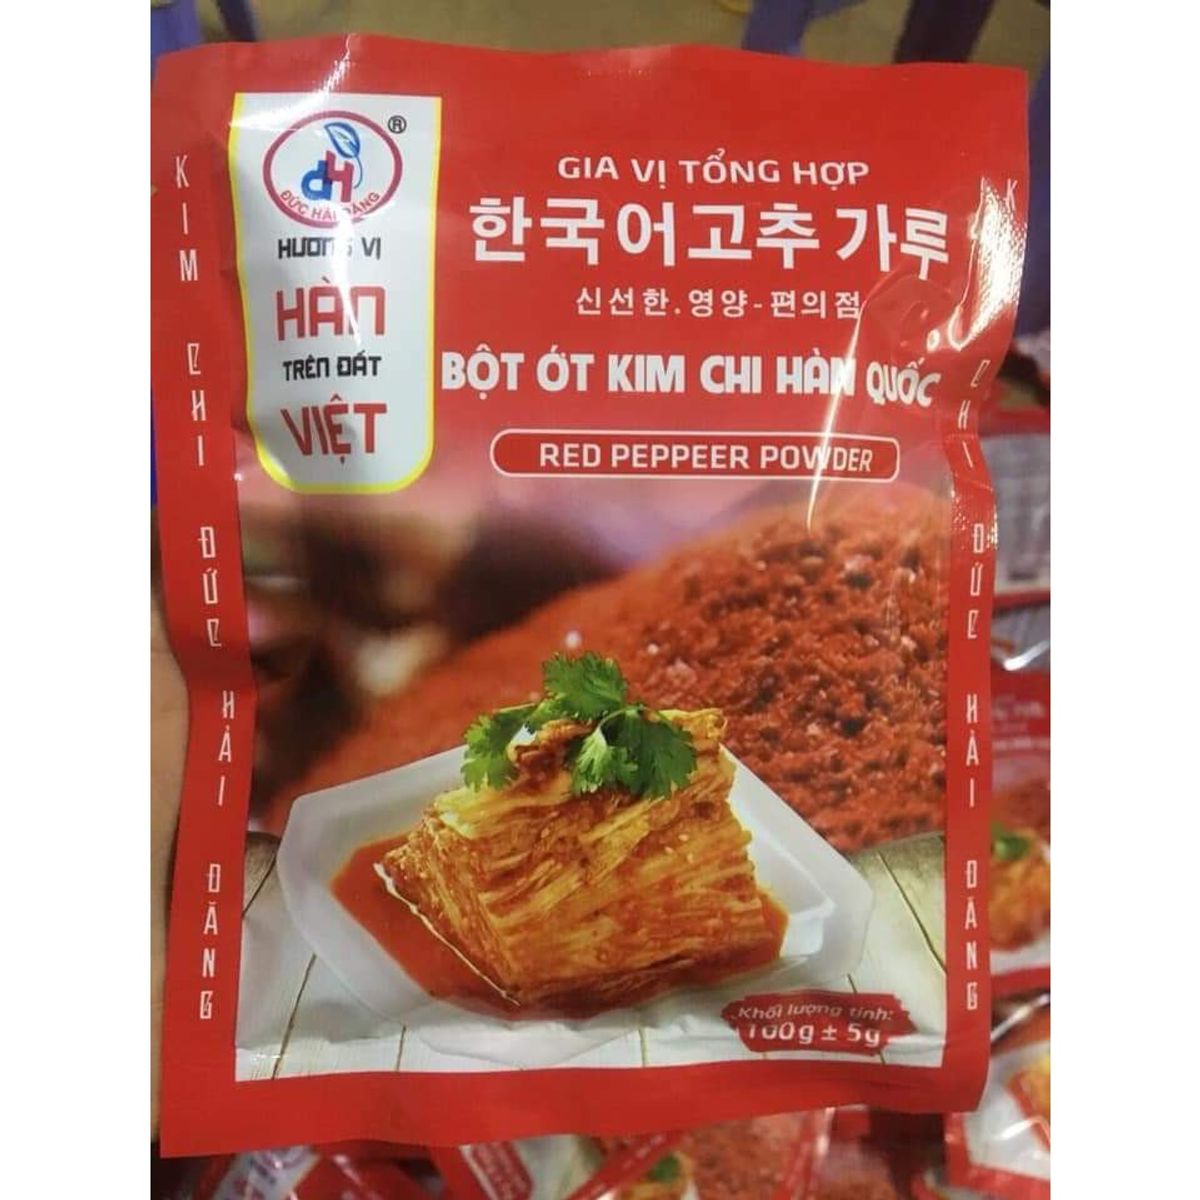 ®
ĐỨC HẢI ĐĂNG
HƯƠNG VỊ
HÀN
TRÊN ĐẤT
VIỆT
GIA VỊ TỔNG HỢP
한국어고추 가루
신선한.영양-편의점
BỘT ỚT KIM CHI HÀN QUỐC
RED PEPPEER POWDER
KIM CHI ĐỨC HẢI ĐĂNG
KIM CHI ĐỨC HẢI ĐĂNG
Khối lượng tịnh:
100g ± 5g